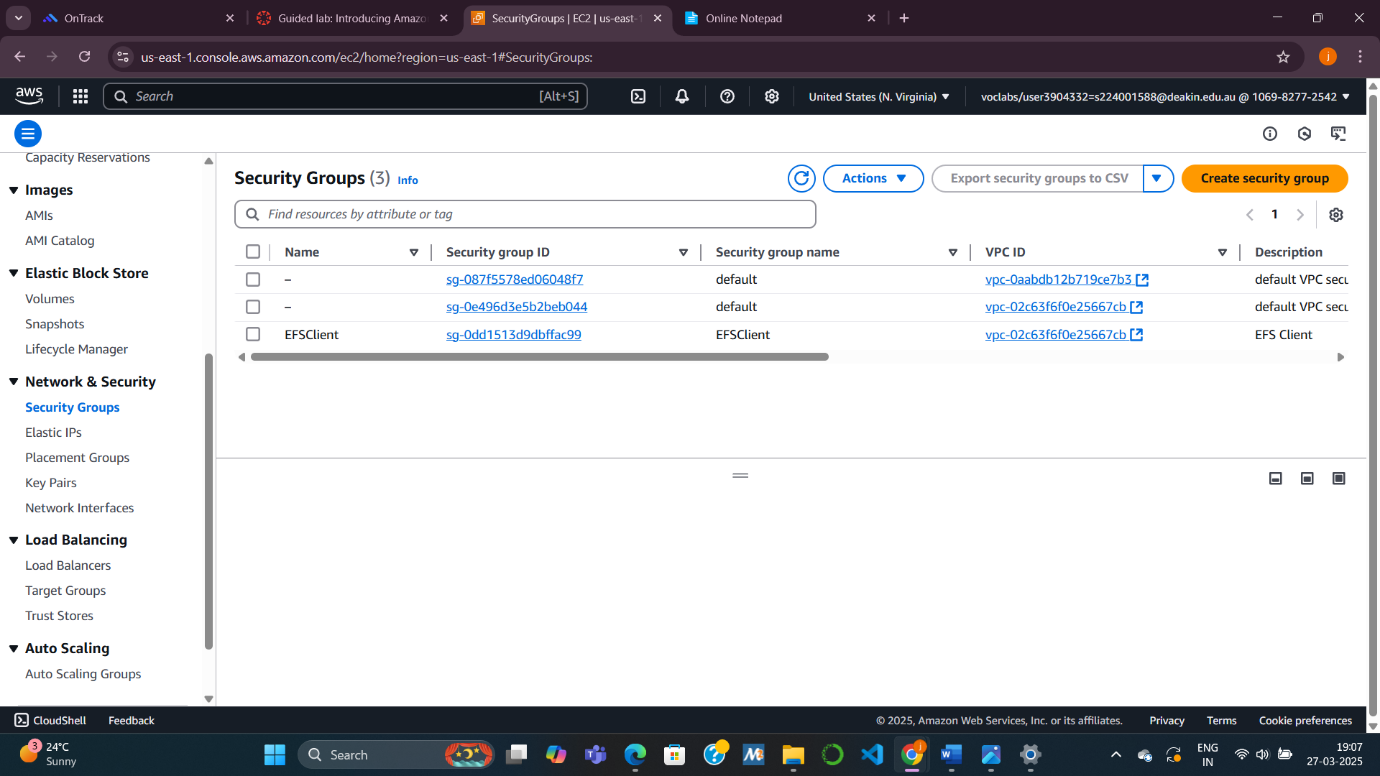 OnTrack
Guided lab: Introducing Amazo
SecurityGroups | EC2 | us-east-1
Online Notepad
us-east-1.console.aws.amazon.com/ec2/home?region=us-east-1#SecurityGroups:
j
aws
Search
[Alt+S]
United States (N. Virginia)
voclabs/user3904332=s224001588@deakin.edu.au @ 1069-8277-2542
Capacity Reservations
Images
AMIs
AMI Catalog
Elastic Block Store
Volumes
Snapshots
Lifecycle Manager
Network & Security
Security Groups
Elastic IPs
Placement Groups
Key Pairs
Network Interfaces
Load Balancing
Load Balancers
Target Groups
Trust Stores
Auto Scaling
Auto Scaling Groups
Security Groups (3) Info
Actions
Export security groups to CSV
Create security group
Find resources by attribute or tag
1
Name Security group ID Security group name VPC ID Description
– sg-087f5578ed06048f7 default vpc-0aabdb12b719ce7b3 default VPC secu
– sg-0e496d3e5b2beb044 default vpc-02c63f6f0e25667cb default VPC secu
EFSClient sg-0dd1513d9dbffac99 EFSClient vpc-02c63f6f0e25667cb EFS Client
CloudShell Feedback
© 2025, Amazon Web Services, Inc. or its affiliates. Privacy Terms Cookie preferences
3
24°C
Sunny
Search
j
ENG
IN
19:07
27-03-2025